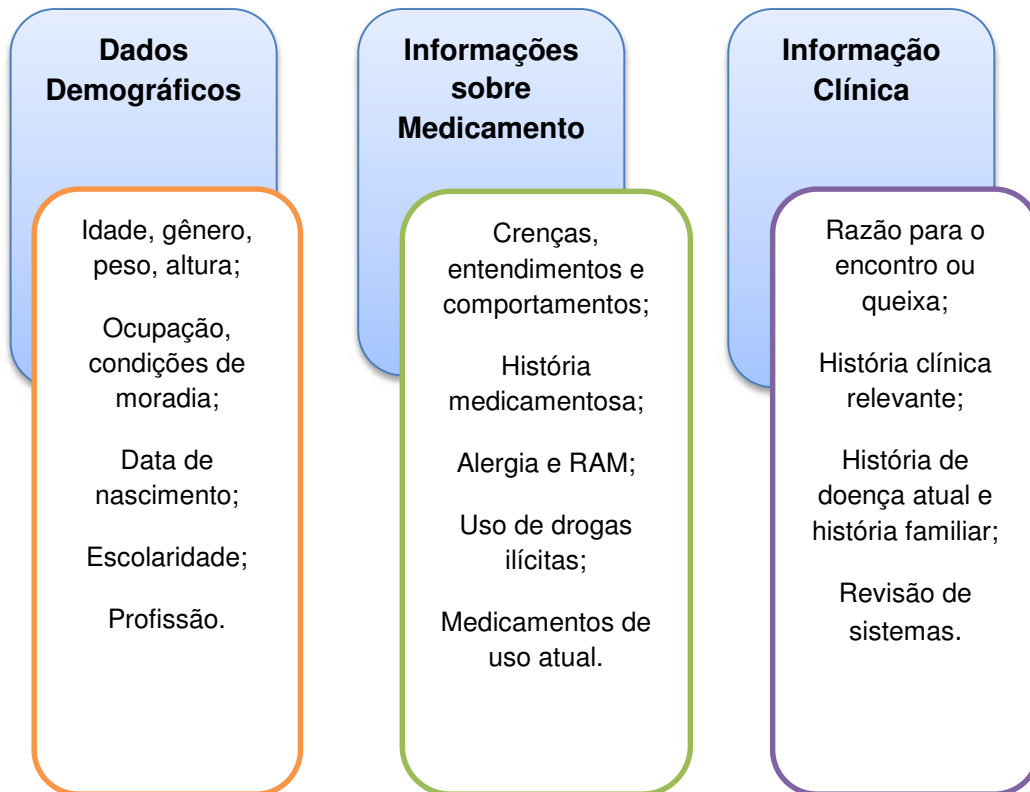 Dados
Demográficos
Idade, gênero,
peso, altura;
Ocupação,
condições de
moradia;
Data de
nascimento;
Escolaridade;
Profissão.
Informações
sobre
Medicamento
Crenças,
entendimentos e
comportamentos;
História
medicamentosa;
Alergia e RAM;
Uso de drogas
ilícitas;
Medicamentos de
uso atual.
Informação
Clínica
Razão para o
encontro ou
queixa;
História clínica
relevante;
História de
doença atual e
história familiar;
Revisão de
sistemas.